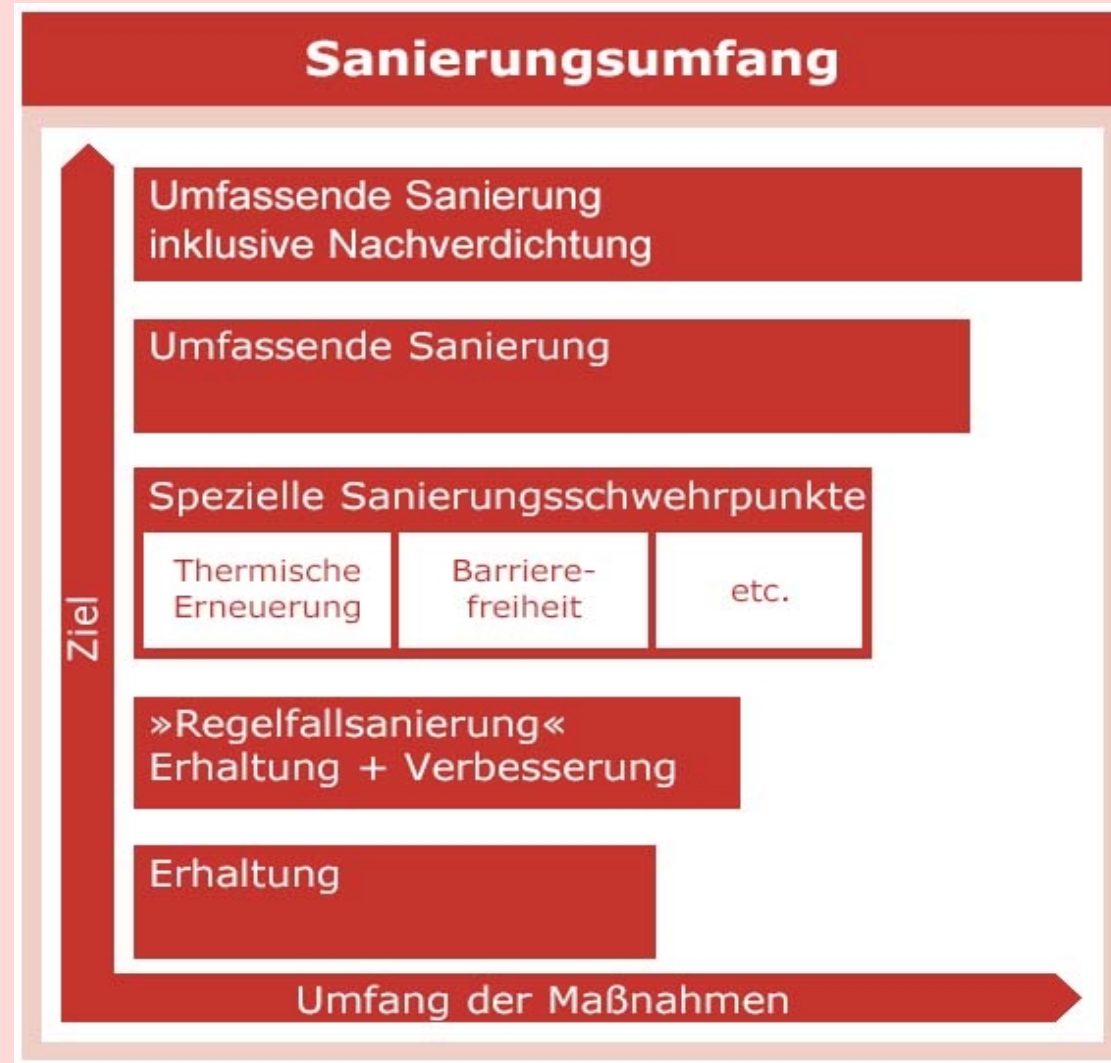 Sanierungsumfang
Umfassende Sanierung
inklusive Nachverdichtung
Umfassende Sanierung
Spezielle Sanierungsschwehrpunkte
Thermische
Erneuerung
Barriere-
freiheit
etc.
»Regelfallsanierung«
Erhaltung + Verbesserung
Erhaltung
Ziel
Umfang der Maßnahmen